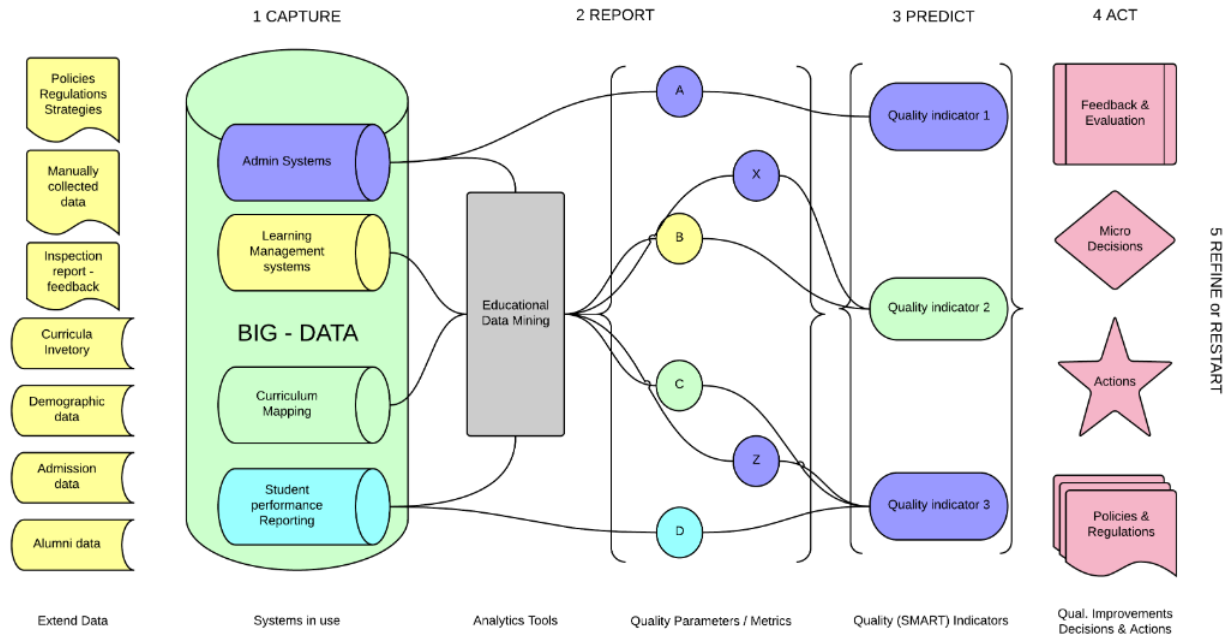 1 CAPTURE
2 REPORT
3 PREDICT
4 ACT
Policies
Regulations
Strategies
Manually
collected
data
Inspection
report -
feedback
Curricula
Invetory
Demographic
data
Admission
data
Alumni data
Admin Systems
Learning
Management
systems
BIG - DATA
Curriculum
Mapping
Student
performance
Reporting
Educational
Data Mining
A
X
B
C
Z
D
Quality indicator 1
Quality indicator 2
Quality indicator 3
Feedback &
Evaluation
Micro
Decisions
Actions
Policies &
Regulations
5 REFINE or RESTART
Extend Data
Systems in use
Analytics Tools
Quality Parameters / Metrics
Quality (SMART) Indicators
Qual. Improvements
Decisions & Actions